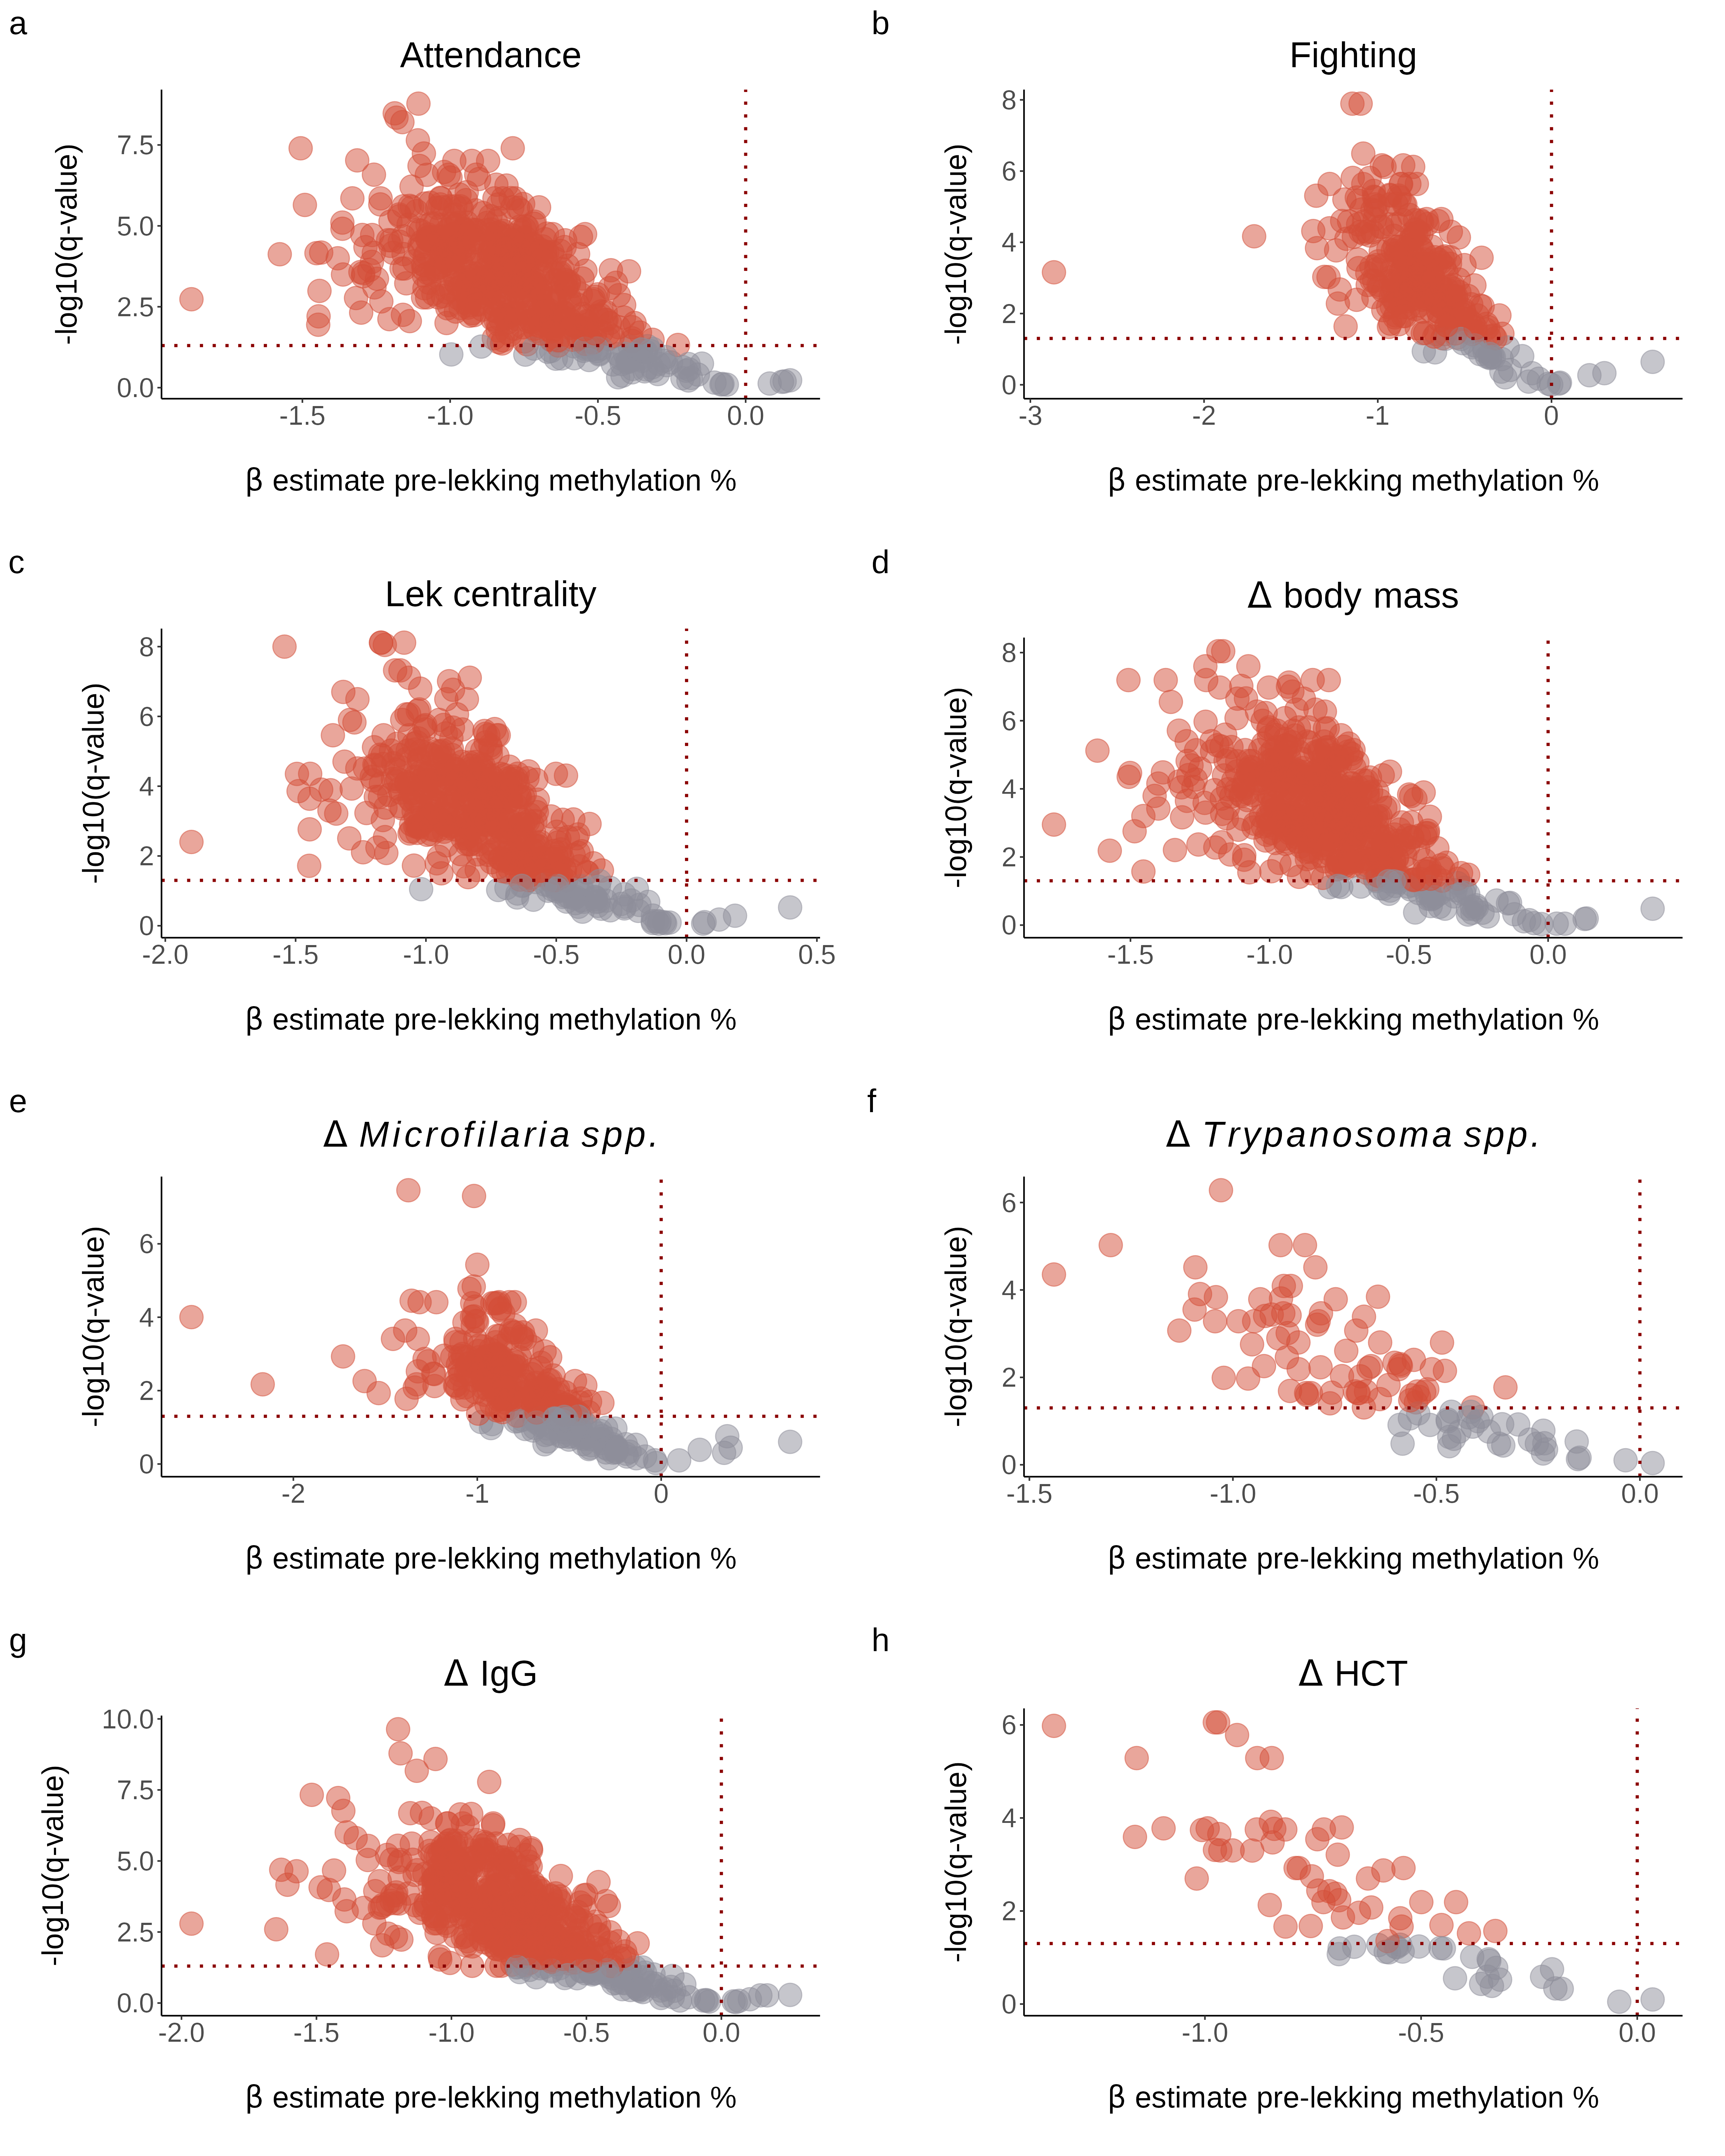 a
Attendance
-log10(q-value)
7.5
5.0
2.5
0.0
-1.5 -1.0 -0.5 0.0
β estimate pre-lekking methylation %
b
Fighting
-log10(q-value)
8
6
4
2
0
-3 -2 -1 0
β estimate pre-lekking methylation %
c
Lek centrality
-log10(q-value)
8
6
4
2
0
-2.0 -1.5 -1.0 -0.5 0.0 0.5
β estimate pre-lekking methylation %
d
Δ body mass
-log10(q-value)
8
6
4
2
0
-1.5 -1.0 -0.5 0.0
β estimate pre-lekking methylation %
e
Δ Microfilaria spp.
-log10(q-value)
6
4
2
0
-2 -1 0
β estimate pre-lekking methylation %
f
Δ Trypanosoma spp.
-log10(q-value)
6
4
2
0
-1.5 -1.0 -0.5 0.0
β estimate pre-lekking methylation %
g
Δ IgG
-log10(q-value)
10.0
7.5
5.0
2.5
0.0
-2.0 -1.5 -1.0 -0.5 0.0
β estimate pre-lekking methylation %
h
Δ HCT
-log10(q-value)
6
4
2
0
-1.0 -0.5 0.0
β estimate pre-lekking methylation %